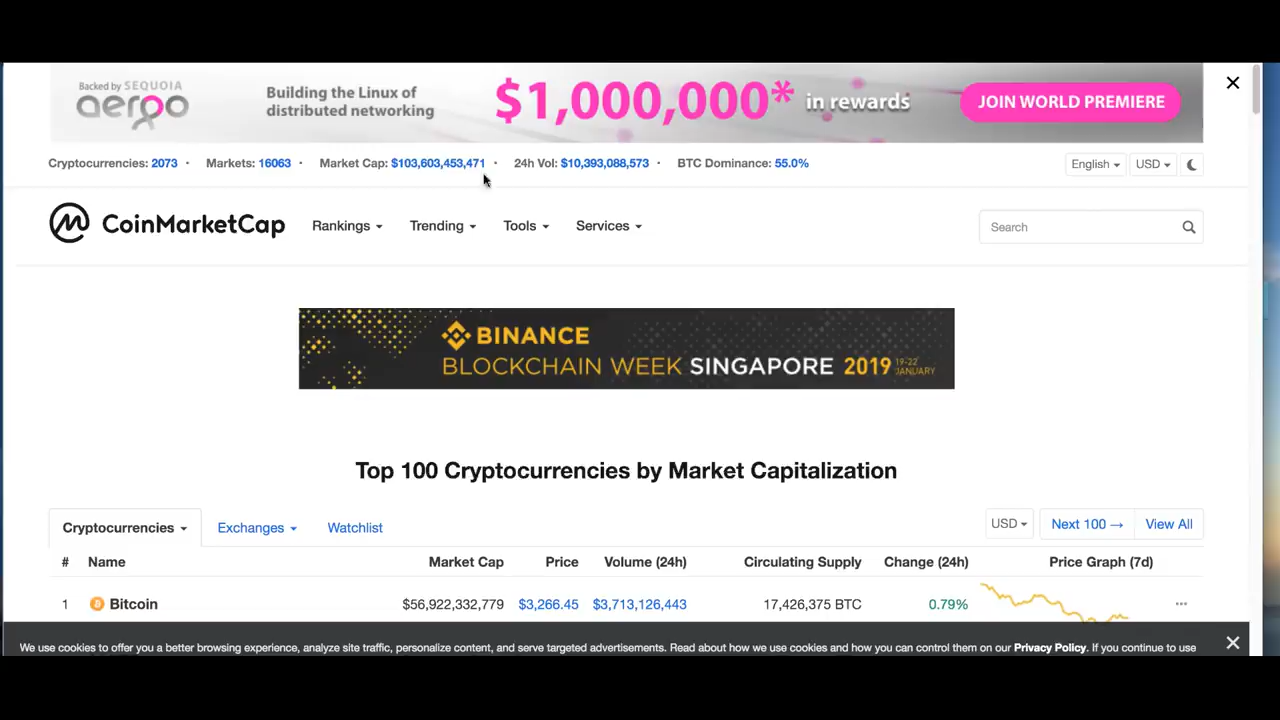 Backed by SEQUOIA
aergo
Building the Linux of
distributed networking
$1,000,000* in rewards
JOIN WORLD PREMIERE
Cryptocurrencies: 2073 · Markets: 16063 · Market Cap: $103,603,453,471 · 24h Vol: $10,393,088,573 · BTC Dominance: 55.0%
English USD
CoinMarketCap Rankings Trending Tools Services Search
BINANCE
BLOCKCHAIN WEEK SINGAPORE 2019 19-22 JANUARY
Top 100 Cryptocurrencies by Market Capitalization
Cryptocurrencies Exchanges Watchlist USD Next 100 → View All
# Name Market Cap Price Volume (24h) Circulating Supply Change (24h) Price Graph (7d)
1 Bitcoin $56,922,332,779 $3,266.45 $3,713,126,443 17,426,375 BTC 0.79%
We use cookies to offer you a better browsing experience, analyze site traffic, personalize content, and serve targeted advertisements. Read about how we use cookies and how you can control them on our Privacy Policy. If you continue to use